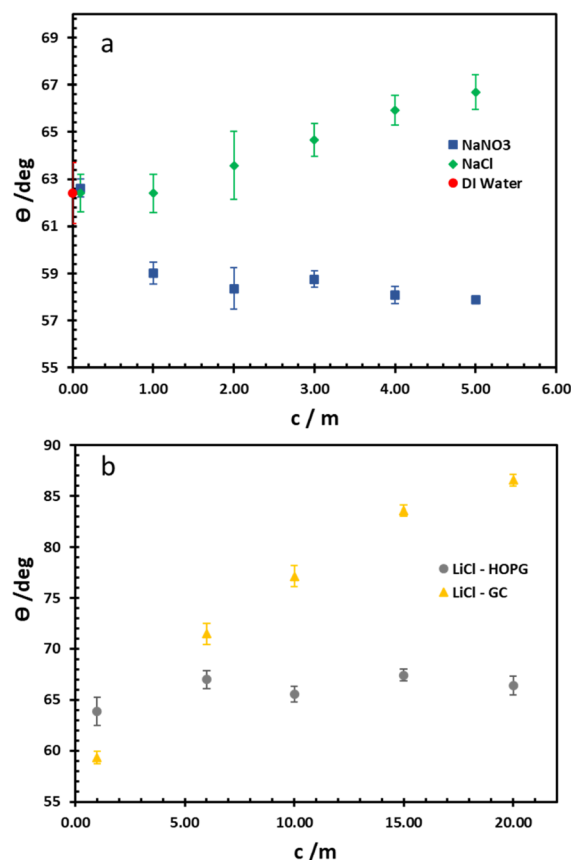 a
69
67
65
63
61
59
57
55
ϴ /deg
NaNO3
NaCl
DI Water
0.00 1.00 2.00 3.00 4.00 5.00 6.00
c / m
b
90
85
80
75
70
65
60
55
ϴ /deg
LiCl - HOPG
LiCl - GC
0.00 5.00 10.00 15.00 20.00
c / m